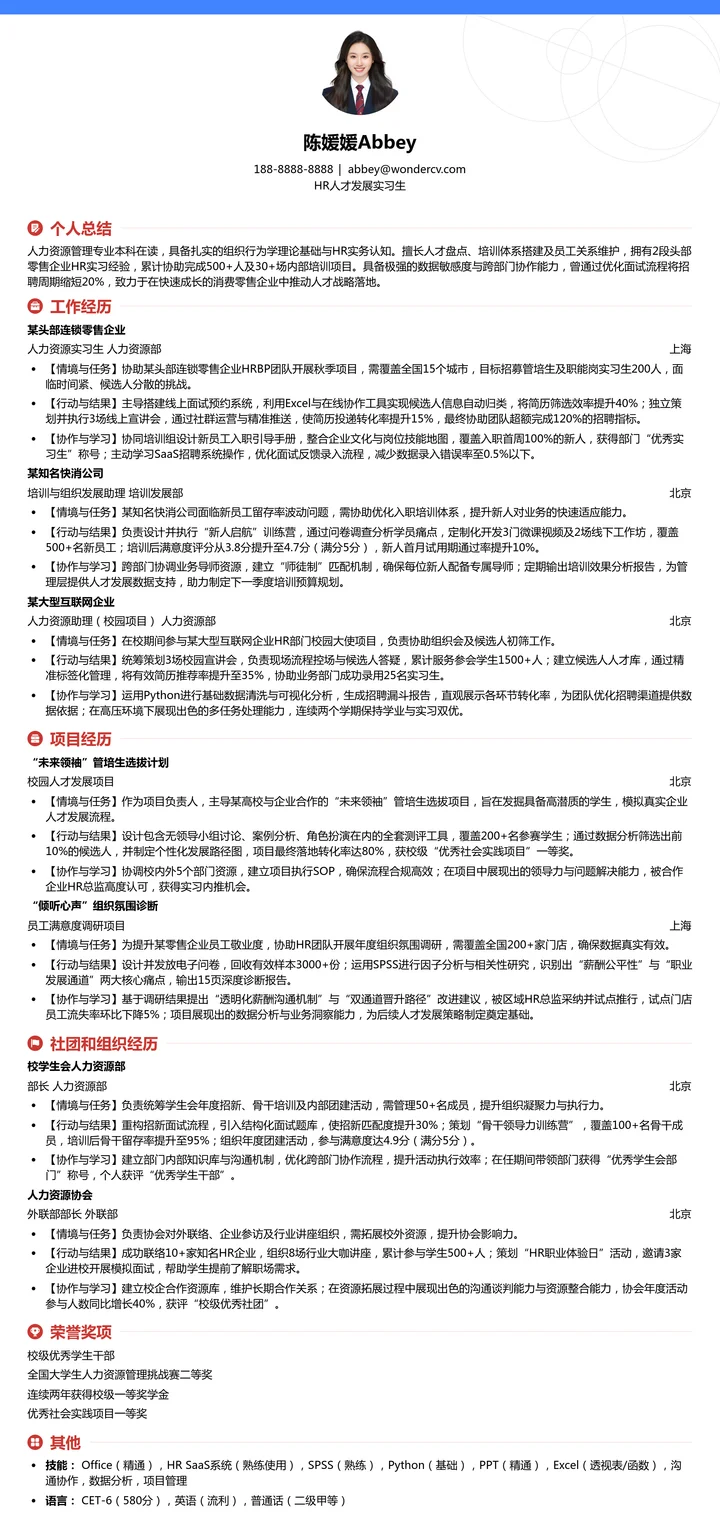 陈媛媛Abbey
188-8888-8888 | abbey@wondercv.com
HR人才发展实习生
个人总结
人力资源管理专业本科在读，具备扎实的组织行为学理论基础与HR实务认知。擅长人才盘点、培训体系搭建及员工关系维护，拥有2段头部
零售企业HR实习经验，累计协助完成500+人及30+场内部培训项目。具备极强的数据敏感度与跨部门协作能力，曾通过优化面试流程将招
聘周期缩短20%，致力于在快速成长的消费零售企业中推动人才战略落地。
工作经历
某头部连锁零售企业
人力资源实习生 人力资源部 上海
• 【情境与任务】协助某头部连锁零售企业HRBP团队开展秋季项目，需覆盖全国15个城市，目标招募管培生及职能岗实习生200人，面
临时间紧、候选人分散的挑战。
• 【行动与结果】主导搭建线上面试预约系统，利用Excel与在线协作工具实现候选人信息自动归类，将简历筛选效率提升40%；独立策
划并执行3场线上宣讲会，通过社群运营与精准推送，使简历投递转化率提升15%，最终协助团队超额完成120%的招聘指标。
• 【协作与学习】协同培训组设计新员工入职引导手册，整合企业文化与岗位技能地图，覆盖入职首周100%的新人，获得部门“优秀实
习生”称号；主动学习SaaS招聘系统操作，优化面试反馈录入流程，减少数据录入错误率至0.5%以下。
某知名快消公司
培训与组织发展助理 培训发展部 北京
• 【情境与任务】某知名快消公司面临新员工留存率波动问题，需协助优化入职培训体系，提升新人对业务的快速适应能力。
• 【行动与结果】负责设计并执行“新人启航”训练营，通过问卷调查分析学员痛点，定制化开发3门微课视频及2场线下工作坊，覆盖
500+名新员工；培训后满意度评分从3.8分提升至4.7分（满分5分），新人首月试用期通过率提升10%。
• 【协作与学习】跨部门协调业务导师资源，建立“师徒制”匹配机制，确保每位新人配备专属导师；定期输出培训效果分析报告，为管
理层提供人才发展数据支持，助力制定下一季度培训预算规划。
某大型互联网企业
人力资源助理（校园项目） 人力资源部 北京
• 【情境与任务】在校期间参与某大型互联网企业HR部门校园大使项目，负责协助组织会及候选人初筛工作。
• 【行动与结果】统筹策划3场校园宣讲会，负责现场流程控场与候选人答疑，累计服务参会学生1500+人；建立候选人人才库，通过精
准标签化管理，将有效简历推荐率提升至35%，协助业务部门成功录用25名实习生。
• 【协作与学习】运用Python进行基础数据清洗与可视化分析，生成招聘漏斗报告，直观展示各环节转化率，为团队优化招聘渠道提供数
据依据；在高压环境下展现出色的多任务处理能力，连续两个学期保持学业与实习双优。
项目经历
“未来领袖”管培生选拔计划
校园人才发展项目 北京
• 【情境与任务】作为项目负责人，主导某高校与企业合作的“未来领袖”管培生选拔项目，旨在发掘具备高潜质的学生，模拟真实企业
人才发展流程。
• 【行动与结果】设计包含无领导小组讨论、案例分析、角色扮演在内的全套测评工具，覆盖200+名参赛学生；通过数据分析筛选出前
10%的候选人，并制定个性化发展路径图，项目最终落地转化率达80%，获校级“优秀社会实践项目”一等奖。
• 【协作与学习】协调校内外5个部门资源，建立项目执行SOP，确保流程合规高效；在项目中展现出的领导力与问题解决能力，被合作
企业HR总监高度认可，获得实习内推机会。
“倾听心声”组织氛围诊断
员工满意度调研项目 上海
• 【情境与任务】为提升某零售企业员工敬业度，协助HR团队开展年度组织氛围调研，需覆盖全国200+家门店，确保数据真实有效。
• 【行动与结果】设计并发放电子问卷，回收有效样本3000+份；运用SPSS进行因子分析与相关性研究，识别出“薪酬公平性”与“职业
发展通道”两大核心痛点，输出15页深度诊断报告。
• 【协作与学习】基于调研结果提出“透明化薪酬沟通机制”与“双通道晋升路径”改进建议，被区域HR总监采纳并试点推行，试点门店
员工流失率环比下降5%；项目展现出的数据分析与业务洞察能力，为后续人才发展策略制定奠定基础。
社团和组织经历
校学生会人力资源部
部长 人力资源部 北京
• 【情境与任务】负责统筹学生会年度招新、骨干培训及内部团建活动，需管理50+名成员，提升组织凝聚力与执行力。
• 【行动与结果】重构招新面试流程，引入结构化面试题库，使招新匹配度提升30%；策划“骨干领导力训练营”，覆盖100+名骨干成
员，培训后骨干留存率提升至95%；组织年度团建活动，参与满意度达4.9分（满分5分）。
• 【协作与学习】建立部门内部知识库与沟通机制，优化跨部门协作流程，提升活动执行效率；在任期间带领部门获得“优秀学生会部
门”称号，个人获评“优秀学生干部”。
人力资源协会
外联部部长 外联部 北京
• 【情境与任务】负责协会对外联络、企业参访及行业讲座组织，需拓展校外资源，提升协会影响力。
• 【行动与结果】成功联络10+家知名HR企业，组织8场行业大咖讲座，累计参与学生500+人；策划“HR职业体验日”活动，邀请3家
企业进校开展模拟面试，帮助学生提前了解职场需求。
• 【协作与学习】建立校企合作资源库，维护长期合作关系；在资源拓展过程中展现出色的沟通谈判能力与资源整合能力，协会年度活动
参与人数同比增长40%，获评“校级优秀社团”。
荣誉奖项
校级优秀学生干部
全国大学生人力资源管理挑战赛二等奖
连续两年获得校级一等奖学金
优秀社会实践项目一等奖
其他
• 技能： Office（精通），HR SaaS系统（熟练使用），SPSS（熟练），Python（基础），PPT（精通），Excel（透视表/函数），沟
通协作，数据分析，项目管理
• 语言： CET-6（580分），英语（流利），普通话（二级甲等）